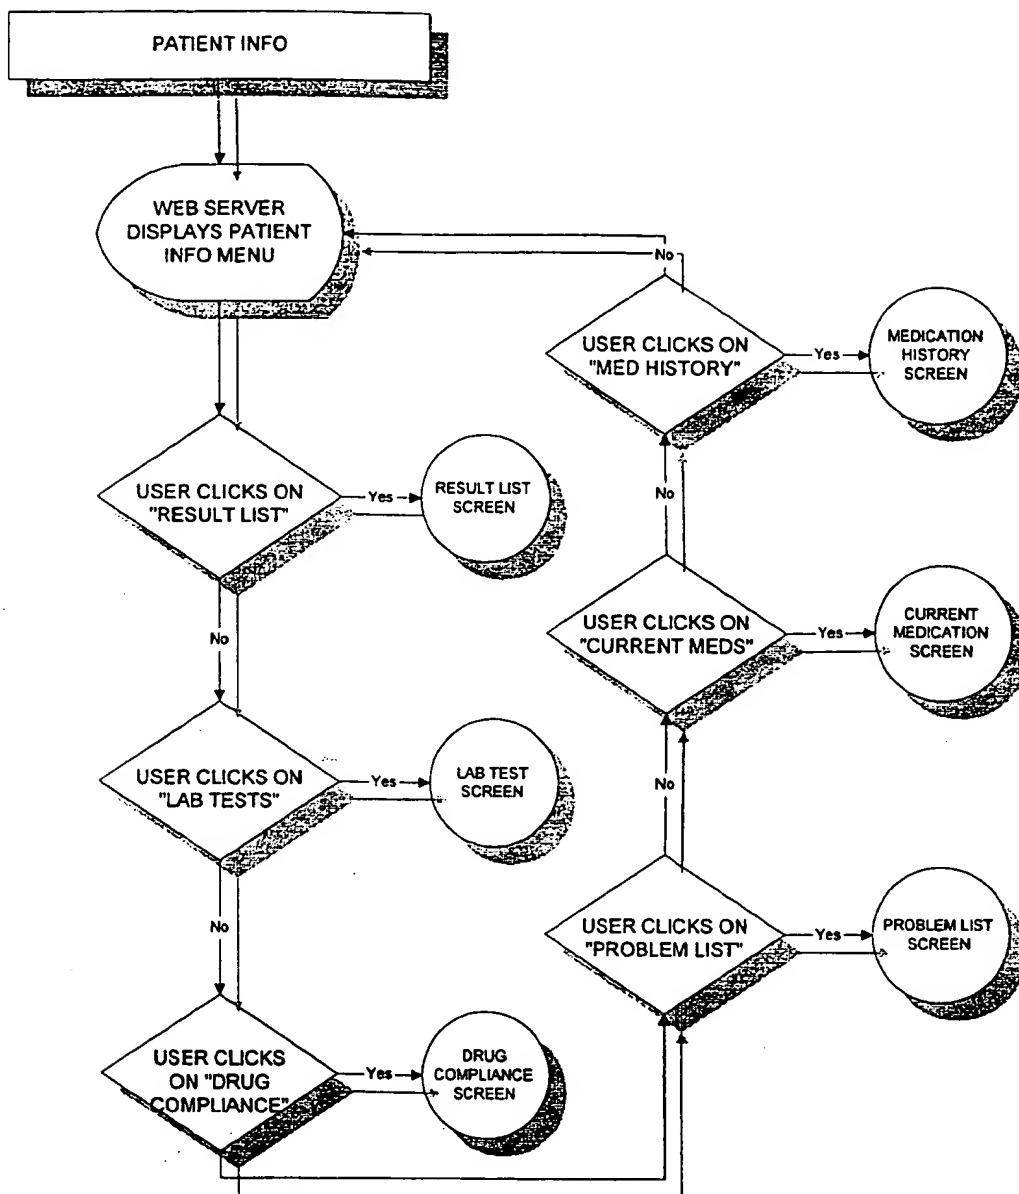 PATIENT INFO
WEB SERVER
DISPLAYS PATIENT
INFO MENU
USER CLICKS ON
"RESULT LIST"
Yes
RESULT LIST
SCREEN
No
USER CLICKS ON
"LAB TESTS"
Yes
LAB TEST
SCREEN
No
USER CLICKS
ON "DRUG
COMPLIANCE"
Yes
DRUG
COMPLIANCE
SCREEN
USER CLICKS ON
"PROBLEM LIST"
Yes
PROBLEM LIST
SCREEN
No
USER CLICKS ON
"CURRENT MEDS"
Yes
CURRENT
MEDICATION
SCREEN
No
USER CLICKS ON
"MED HISTORY"
Yes
MEDICATION
HISTORY
SCREEN
No
No